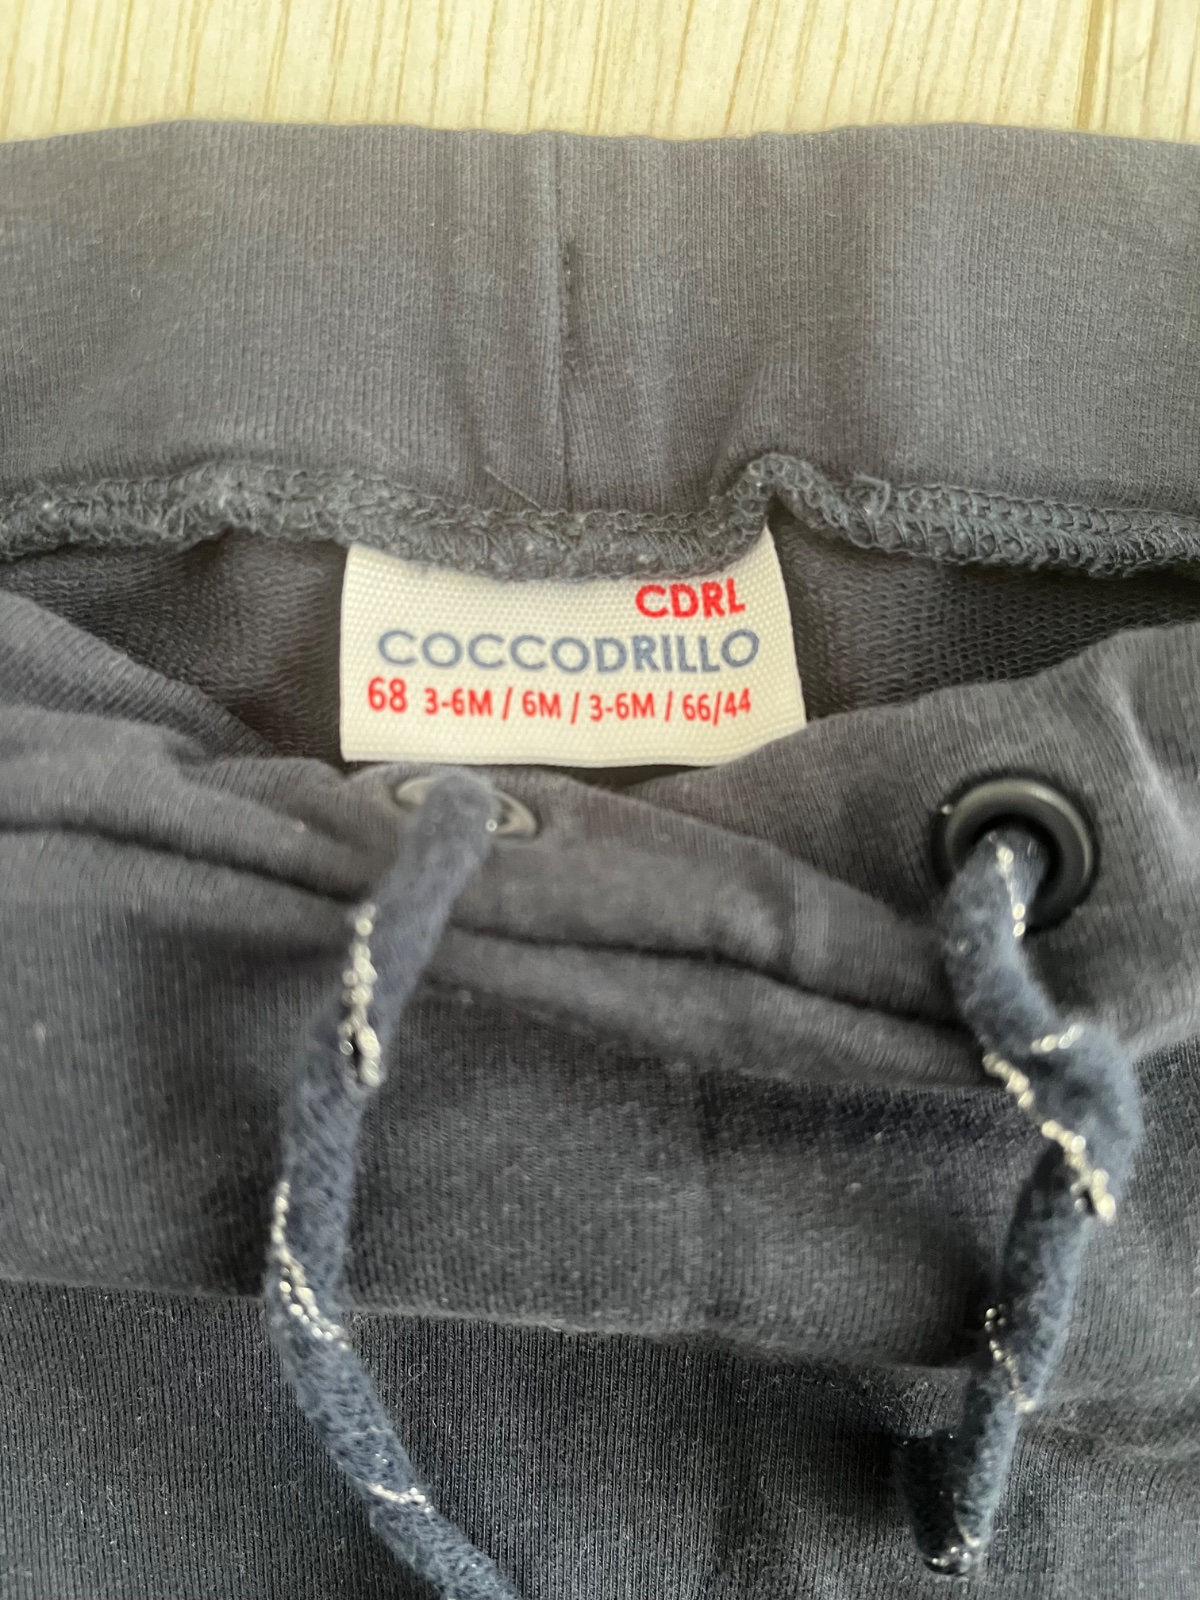 CDRL
COCCODRILLO
68 3-6M / 6M / 3-6M / 66/44